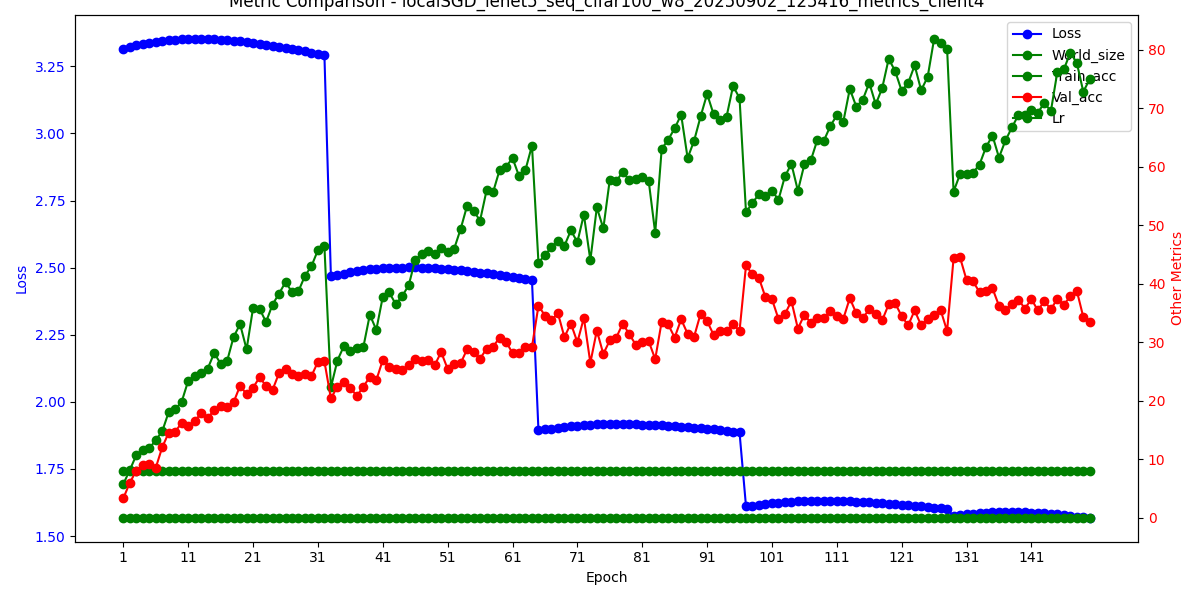 Metric Comparison - localSGD_lenet5_seq_cifar100_w8_20250902_125416_metrics_client4
Loss
World_size
Train_acc
Val_acc
Lr
3.25
3.00
2.75
2.50
2.25
2.00
1.75
1.50
Loss
80
70
60
50
40
30
20
10
0
Other Metrics
1 11 21 31 41 51 61 71 81 91 101 111 121 131 141
Epoch